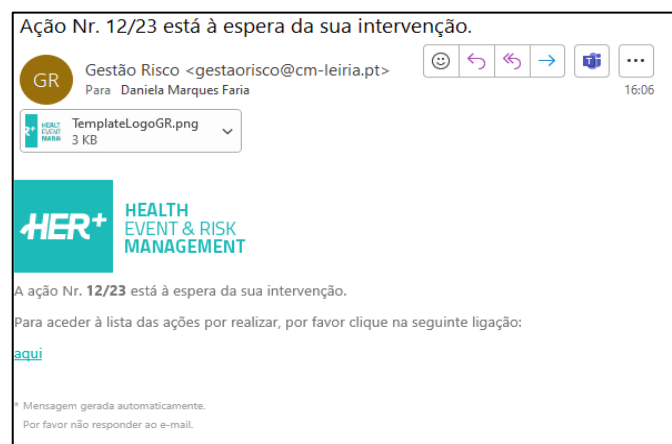 Ação Nr. 12/23 está à espera da sua intervenção.
GR
Gestão Risco <gestaorisco@cm-leiria.pt>
Para Daniela Marques Faria
16:06
TemplateLogoGR.png
3 KB
HER+
HEALTH
EVENT & RISK
MANAGEMENT
A ação Nr. 12/23 está à espera da sua intervenção.
Para aceder à lista das ações por realizar, por favor clique na seguinte ligação:
aqui
* Mensagem gerada automaticamente.
Por favor não responder ao e-mail.